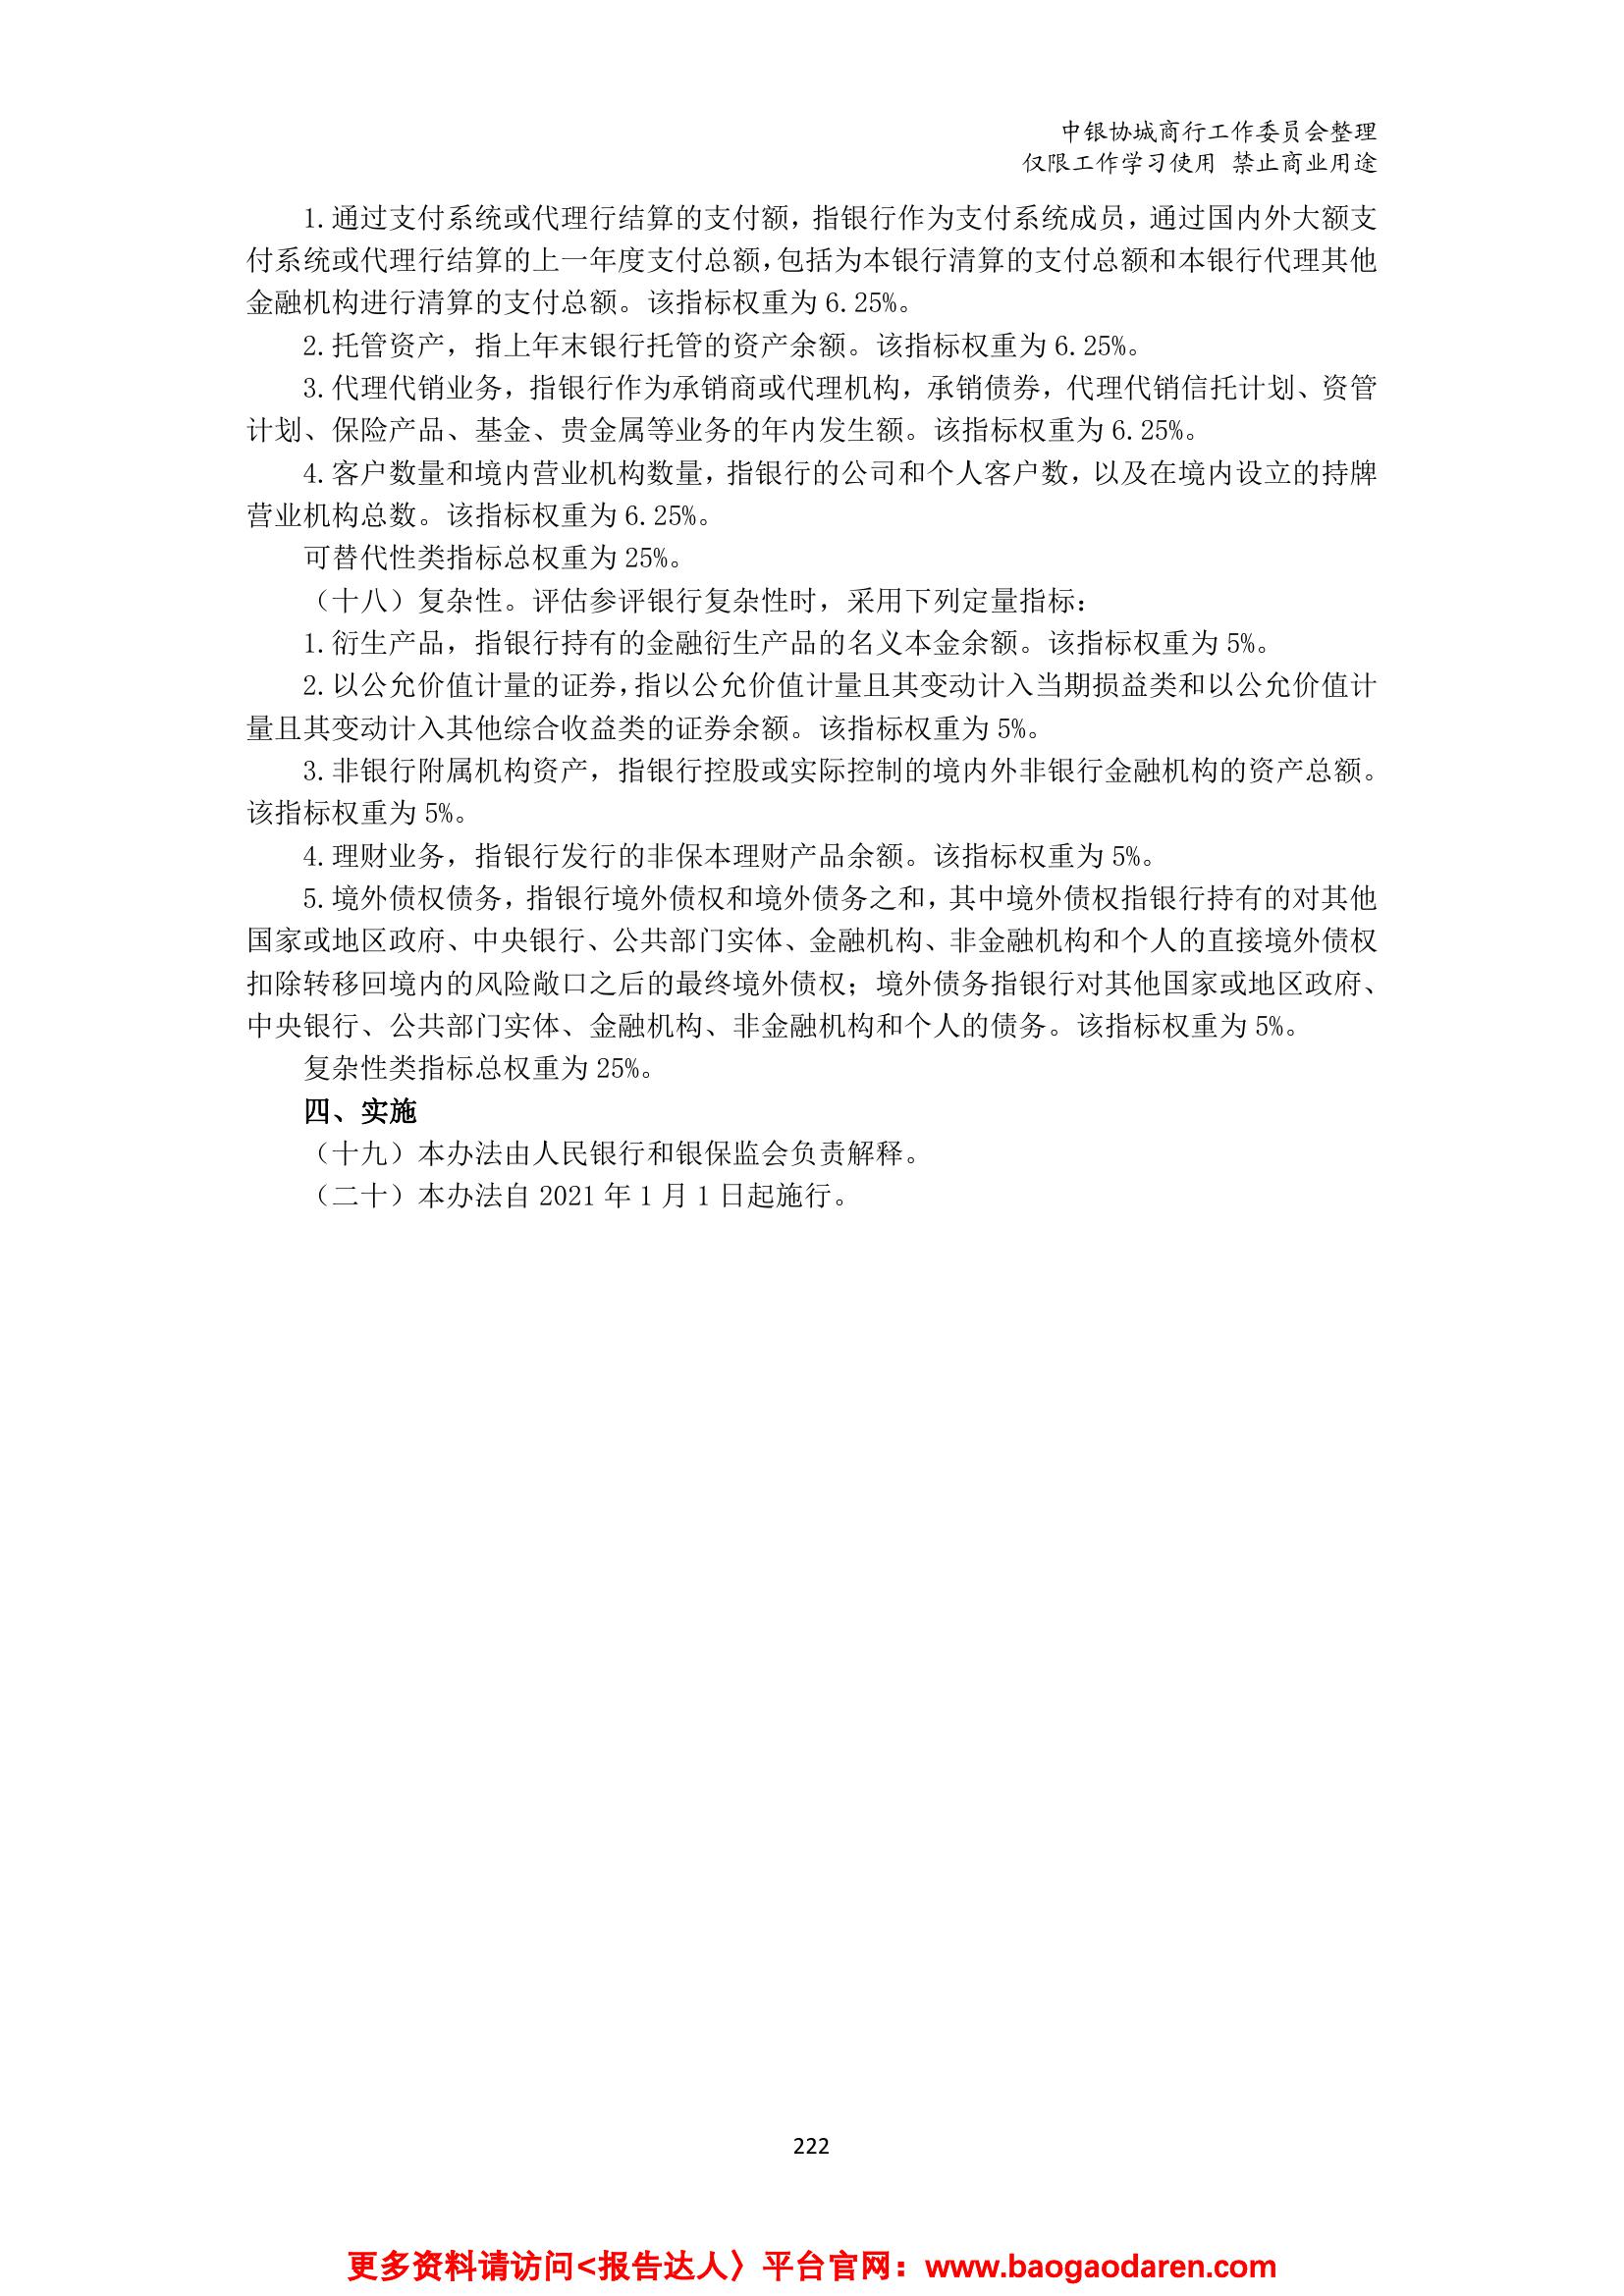 中银协城商行工作委员会整理
仅限工作学习使用 禁止商业用途
1.通过支付系统或代理行结算的支付额，指银行作为支付系统成员，通过国内外大额支
付系统或代理行结算的上一年度支付总额，包括为本银行清算的支付总额和本银行代理其他
金融机构进行清算的支付总额。该指标权重为 6.25%。
2.托管资产，指上年末银行托管的资产余额。该指标权重为 6.25%。
3.代理代销业务，指银行作为承销商或代理机构，承销债券，代理代销信托计划、资管
计划、保险产品、基金、贵金属等业务的年内发生额。该指标权重为 6.25%。
4.客户数量和境内营业机构数量，指银行的公司和个人客户数，以及在境内设立的持牌
营业机构总数。该指标权重为 6.25%。
可替代性类指标总权重为 25%。
（十八）复杂性。评估参评银行复杂性时，采用下列定量指标：
1.衍生产品，指银行持有的金融衍生产品的名义本金余额。该指标权重为 5%。
2.以公允价值计量的证券，指以公允价值计量且其变动计入当期损益类和以公允价值计
量且其变动计入其他综合收益类的证券余额。该指标权重为 5%。
3.非银行附属机构资产，指银行控股或实际控制的境内外非银行金融机构的资产总额。
该指标权重为 5%。
4.理财业务，指银行发行的非保本理财产品余额。该指标权重为 5%。
5.境外债权债务，指银行境外债权和境外债务之和，其中境外债权指银行持有的对其他
国家或地区政府、中央银行、公共部门实体、金融机构、非金融机构和个人的直接境外债权
扣除转移回境内的风险敞口之后的最终境外债权；境外债务指银行对其他国家或地区政府、
中央银行、公共部门实体、金融机构、非金融机构和个人的债务。该指标权重为 5%。
复杂性类指标总权重为 25%。
四、实施
（十九）本办法由人民银行和银保监会负责解释。
（二十）本办法自 2021 年 1 月 1 日起施行。
222
更多资料请访问<报告达人〉平台官网：www.baogaodaren.com